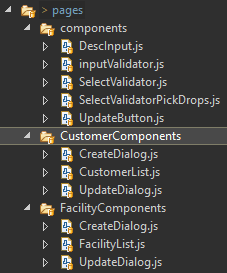 > pages
components
DescInput.js
inputValidator.js
SelectValidator.js
SelectValidatorPickDrops.js
UpdateButton.js
CustomerComponents
CreateDialog.js
CustomerList.js
UpdateDialog.js
FacilityComponents
CreateDialog.js
FacilityList.js
UpdateDialog.js